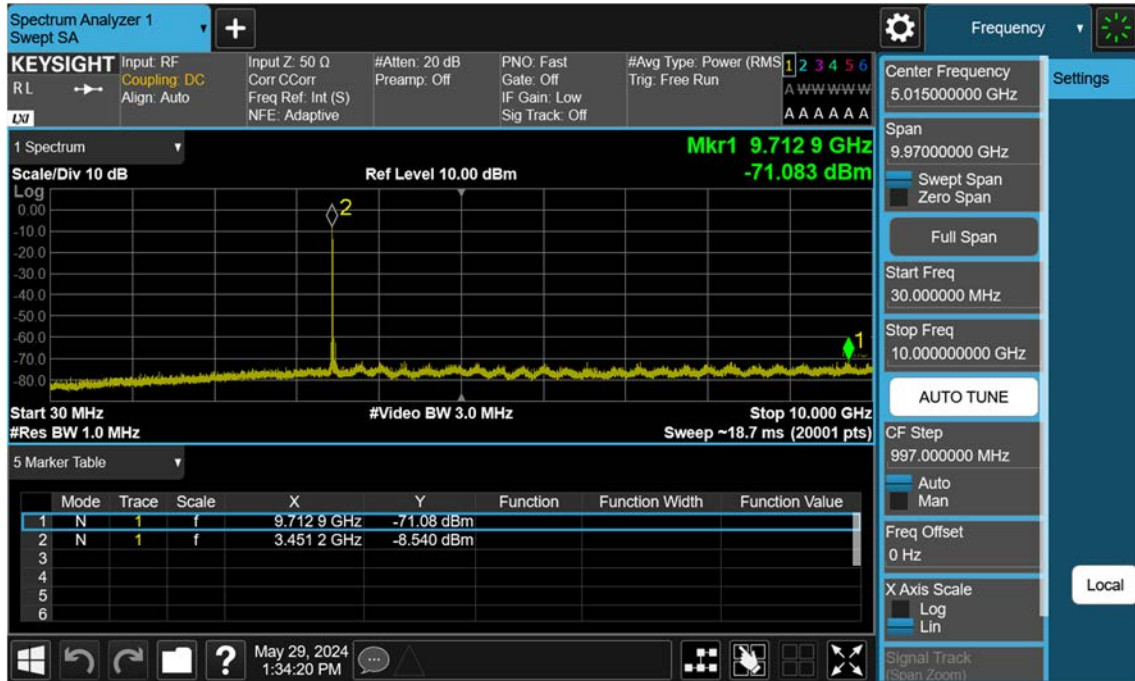 Spectrum Analyzer 1
Swept SA
+
Frequency
KEYSIGHT
RL
LXI
Input: RF
Coupling: DC
Align: Auto
Input Z: 50 Ω
Corr CCorr
Freq Ref: Int (S)
NFE: Adaptive
#Atten: 20 dB
Preamp: Off
PNO: Fast
Gate: Off
IF Gain: Low
Sig Track: Off
#Avg Type: Power (RMS
Trig: Free Run
1 2 3 4 5 6
A W W W W W
A A A A A A
Center Frequency
5.015000000 GHz
Settings
Span
9.97000000 GHz
Swept Span
Zero Span
Full Span
Start Freq
30.000000 MHz
Stop Freq
10.000000000 GHz
AUTO TUNE
CF Step
997.000000 MHz
Auto
Man
Freq Offset
0 Hz
X Axis Scale
Log
Lin
Signal Track
(Span Zoom)
Local
1 Spectrum
Mkr1 9.712 9 GHz
-71.083 dBm
Scale/Div 10 dB
Ref Level 10.00 dBm
Log
0.00
-10.0
-20.0
-30.0
-40.0
-50.0
-60.0
-70.0
-80.0
2
1
Start 30 MHz
#Video BW 3.0 MHz
Stop 10.000 GHz
#Res BW 1.0 MHz
Sweep ~18.7 ms (20001 pts)
5 Marker Table
Mode Trace Scale X Y Function Function Width Function Value
1 N 1 f 9.712 9 GHz -71.08 dBm
2 N 1 f 3.451 2 GHz -8.540 dBm
3
4
5
6
?
May 29, 2024
1:34:20 PM